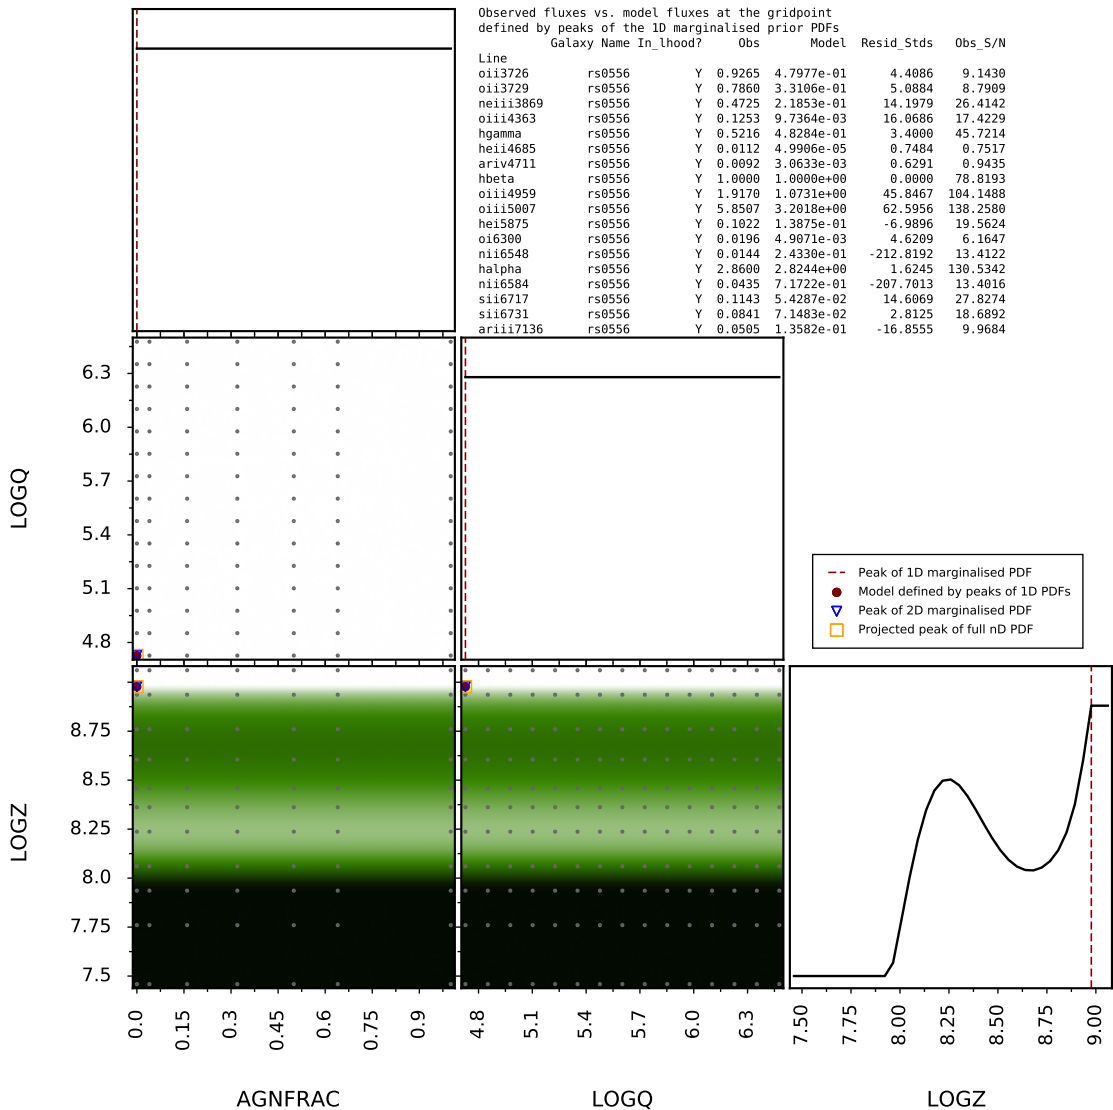 Observed fluxes vs. model fluxes at the gridpoint
defined by peaks of the 1D marginalised prior PDFs
Galaxy Name In_lhood? Obs Model Resid_Stds Obs_S/N
Line
oii3726 rs0556 Y 0.9265 4.7977e-01 4.4086 9.1430
oii3729 rs0556 Y 0.7860 3.3106e-01 5.0884 8.7909
neiii3869 rs0556 Y 0.4725 2.1853e-01 14.1979 26.4142
oiii4363 rs0556 Y 0.1253 9.7364e-03 16.0686 17.4229
hgamma rs0556 Y 0.5216 4.8284e-01 3.4000 45.7214
heii4685 rs0556 Y 0.0112 4.9906e-05 0.7484 0.7517
ariv4711 rs0556 Y 0.0092 3.0633e-03 0.6291 0.9435
hbeta rs0556 Y 1.0000 1.0000e+00 0.0000 78.8193
oiii4959 rs0556 Y 1.9170 1.0731e+00 45.8467 104.1488
oiii5007 rs0556 Y 5.8507 3.2018e+00 62.5956 138.2580
hei5875 rs0556 Y 0.1022 1.3875e-01 -6.9896 19.5624
oi6300 rs0556 Y 0.0196 4.9071e-03 4.6209 6.1647
nii6548 rs0556 Y 0.0144 2.4330e-01 -212.8192 13.4122
halpha rs0556 Y 2.8600 2.8244e+00 1.6245 130.5342
nii6584 rs0556 Y 0.0435 7.1722e-01 -207.7013 13.4016
sii6717 rs0556 Y 0.1143 5.4287e-02 14.6069 27.8274
sii6731 rs0556 Y 0.0841 7.1483e-02 2.8125 18.6892
ariii7136 rs0556 Y 0.0505 1.3582e-01 -16.8555 9.9684
LOGQ
6.3
6.0
5.7
5.4
5.1
4.8
Peak of 1D marginalised PDF
Model defined by peaks of 1D PDFs
Peak of 2D marginalised PDF
Projected peak of full nD PDF
LOGZ
8.75
8.5
8.25
8.0
7.75
7.5
0.0 0.15 0.3 0.45 0.6 0.75 0.9
4.8 5.1 5.4 5.7 6.0 6.3
7.50 7.75 8.00 8.25 8.50 8.75 9.00
AGNFRAC LOGQ LOGZ